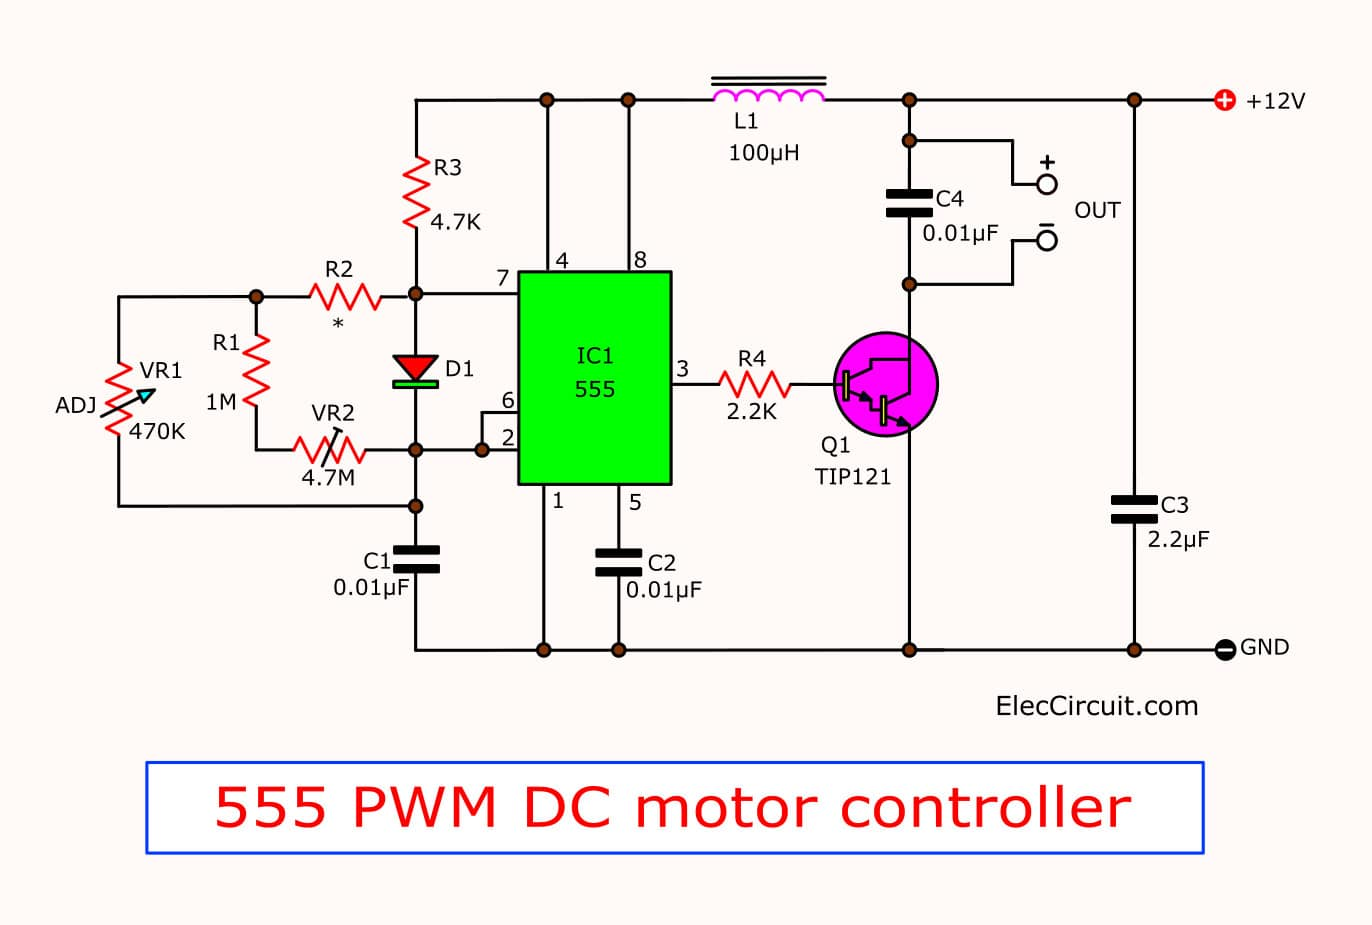 +12V
L1
100µH
R3
4.7K
+
C4
0.01µF
OUT
-
4
8
7
R2
*
R1
1M
VR1
ADJ
470K
D1
IC1
555
3
R4
2.2K
6
2
VR2
4.7M
Q1
TIP121
1
5
C1
0.01µF
C2
0.01µF
C3
2.2µF
GND
ElecCircuit.com
555 PWM DC motor controller